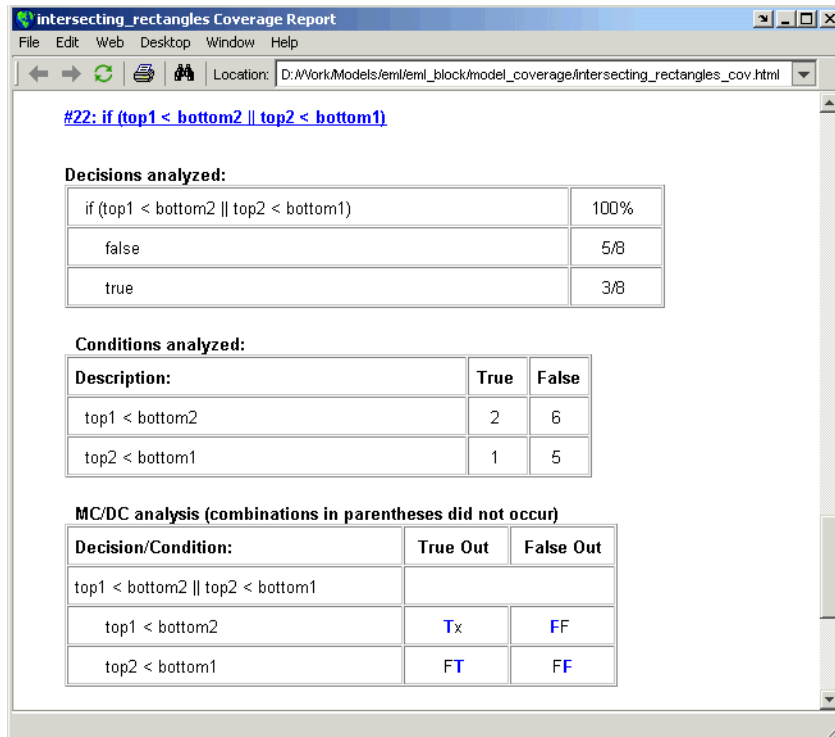 intersecting_rectangles Coverage Report
File Edit Web Desktop Window Help
Location: D:/Work/Models/eml/eml_block/model_coverage/intersecting_rectangles_cov.html
#22: if (top1 < bottom2 || top2 < bottom1)
Decisions analyzed:
if (top1 < bottom2 || top2 < bottom1) 100%
false 5/8
true 3/8
Conditions analyzed:
Description: True False
top1 < bottom2 2 6
top2 < bottom1 1 5
MC/DC analysis (combinations in parentheses did not occur)
Decision/Condition: True Out False Out
top1 < bottom2 || top2 < bottom1
top1 < bottom2 Tx FF
top2 < bottom1 FT FF